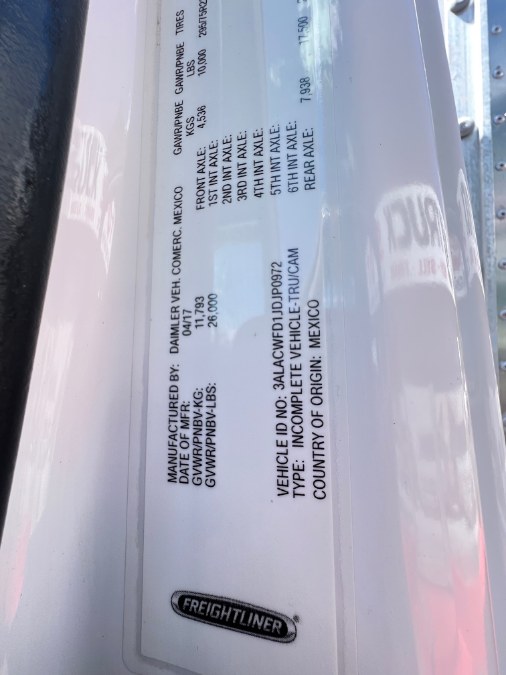 MANUFACTURED BY: DAIMLER VEH. COMERC. MEXICO
DATE OF MFR: 04/17
GVWR/PNBV-KG: 11,793
GVWR/PNBV-LBS: 26,000
GAWR/PNBE GAWR/PNBE TIRES
KGS LBS
FRONT AXLE: 4,536 10,000
1ST INT AXLE:
2ND INT AXLE:
3RD INT AXLE:
4TH INT AXLE:
5TH INT AXLE:
6TH INT AXLE:
REAR AXLE: 7,938 17,500
VEHICLE ID NO: 3ALACWFD1JDJP0972
TYPE: INCOMPLETE VEHICLE-TRU/CAM
COUNTRY OF ORIGIN: MEXICO
FREIGHTLINER